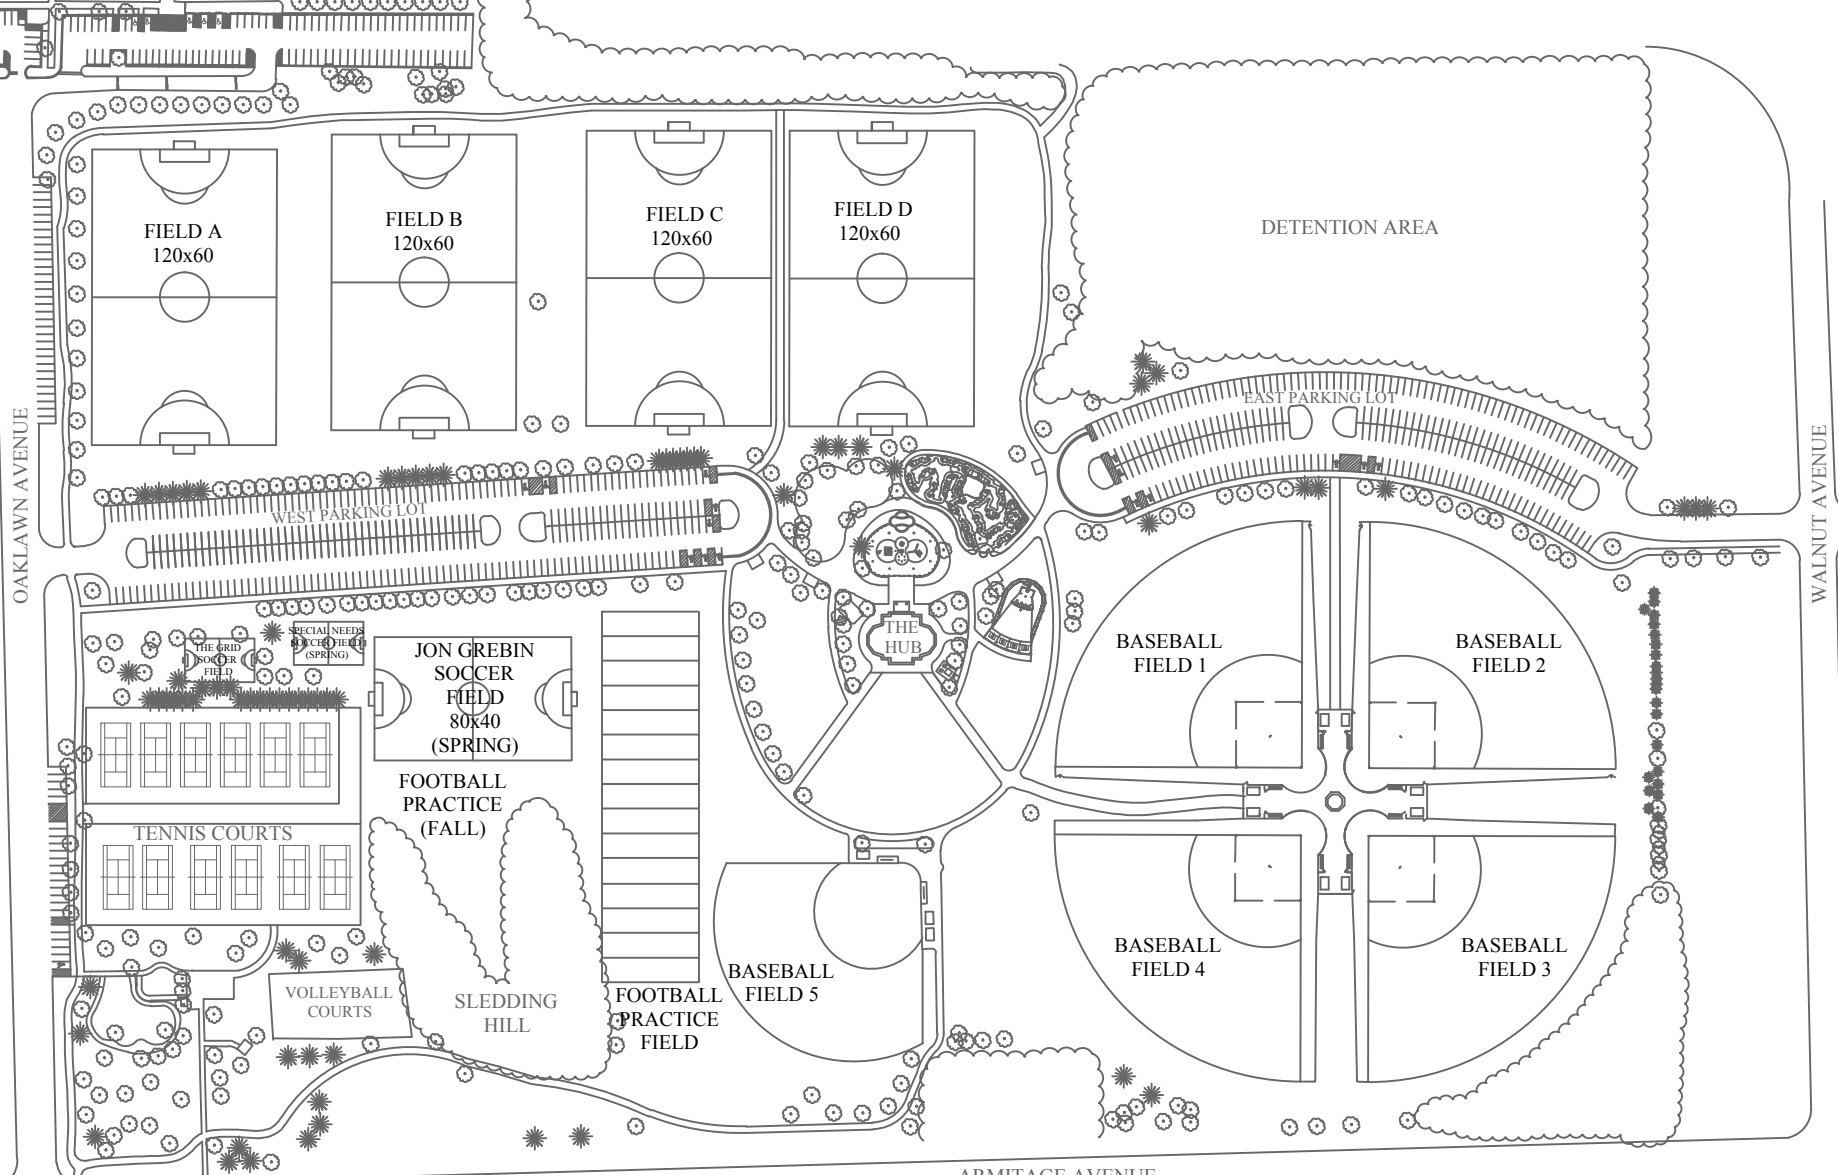 FIELD A
120x60
FIELD B
120x60
FIELD C
120x60
FIELD D
120x60
DETENTION AREA
EAST PARKING LOT
WEST PARKING LOT
OAKLAWN AVENUE
WALNUT AVENUE
THE GRID
SOCCER
FIELD
SPECIAL NEEDS
SOCCER FIELD
(SPRING)
JON GREBIN
SOCCER
FIELD
80x40
(SPRING)
FOOTBALL
PRACTICE
(FALL)
THE
HUB
BASEBALL
FIELD 1
BASEBALL
FIELD 2
TENNIS COURTS
BASEBALL
FIELD 4
BASEBALL
FIELD 3
BASEBALL
FIELD 5
VOLLEYBALL
COURTS
SLEDDING
HILL
FOOTBALL
PRACTICE
FIELD
ARMITAGE AVENUE